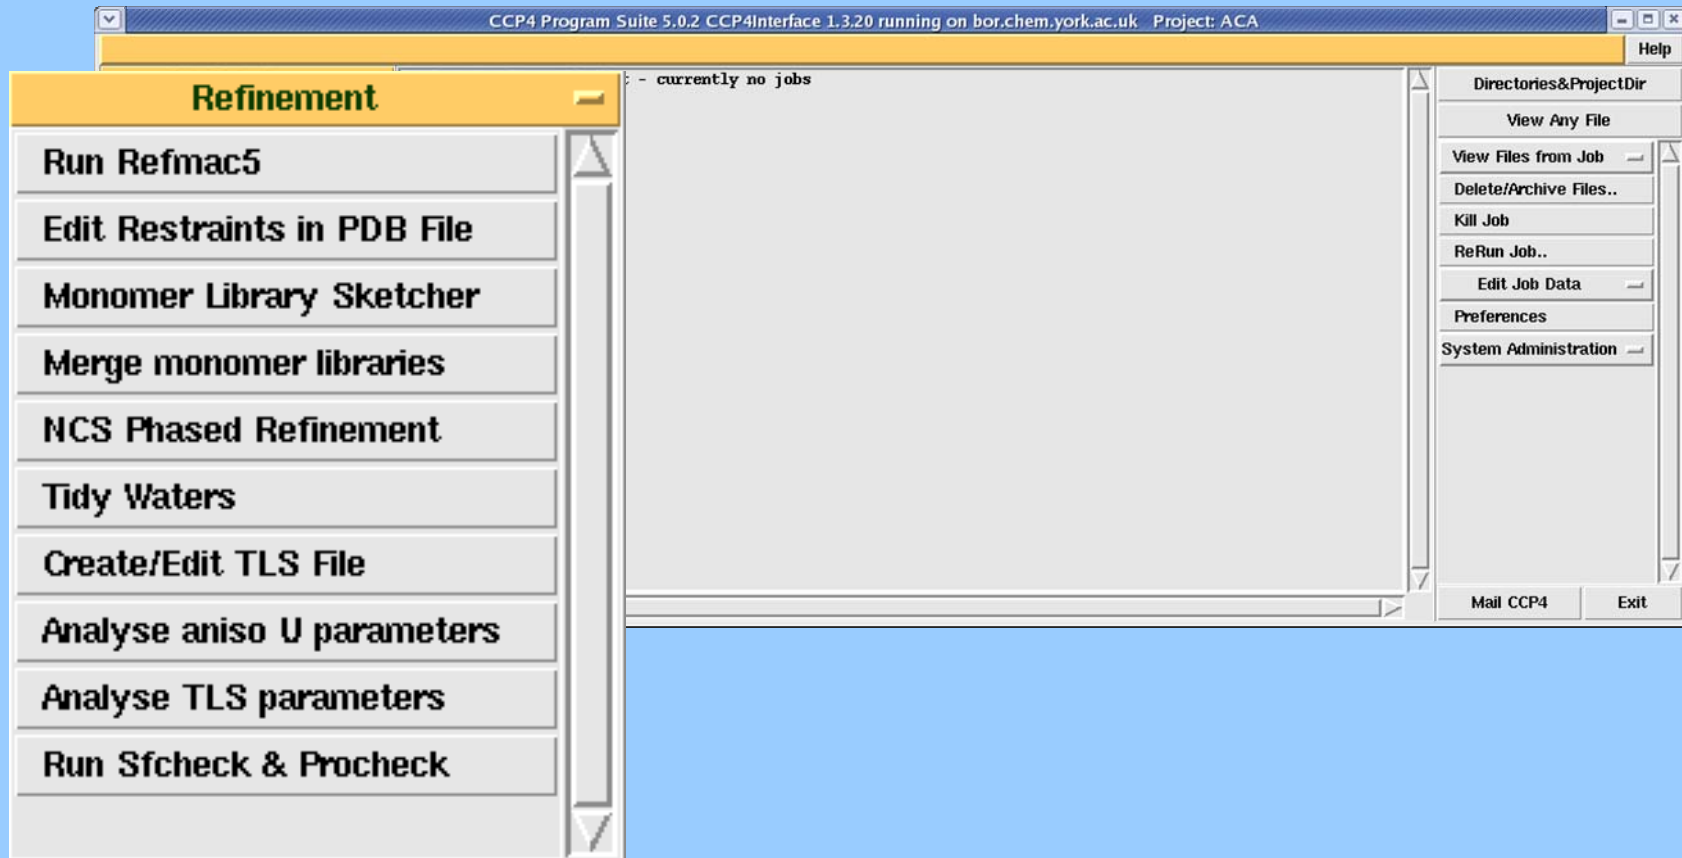 CCP4 Program Suite 5.0.2 CCP4Interface 1.3.20 running on bor.chem.york.ac.uk Project: ACA
Help
- currently no jobs
Refinement
Run Refmac5
Edit Restraints in PDB File
Monomer Library Sketcher
Merge monomer libraries
NCS Phased Refinement
Tidy Waters
Create/Edit TLS File
Analyse aniso U parameters
Analyse TLS parameters
Run Sfcheck & Procheck
Directories&ProjectDir
View Any File
View Files from Job
Delete/Archive Files..
Kill Job
ReRun Job..
Edit Job Data
Preferences
System Administration
Mail CCP4 Exit